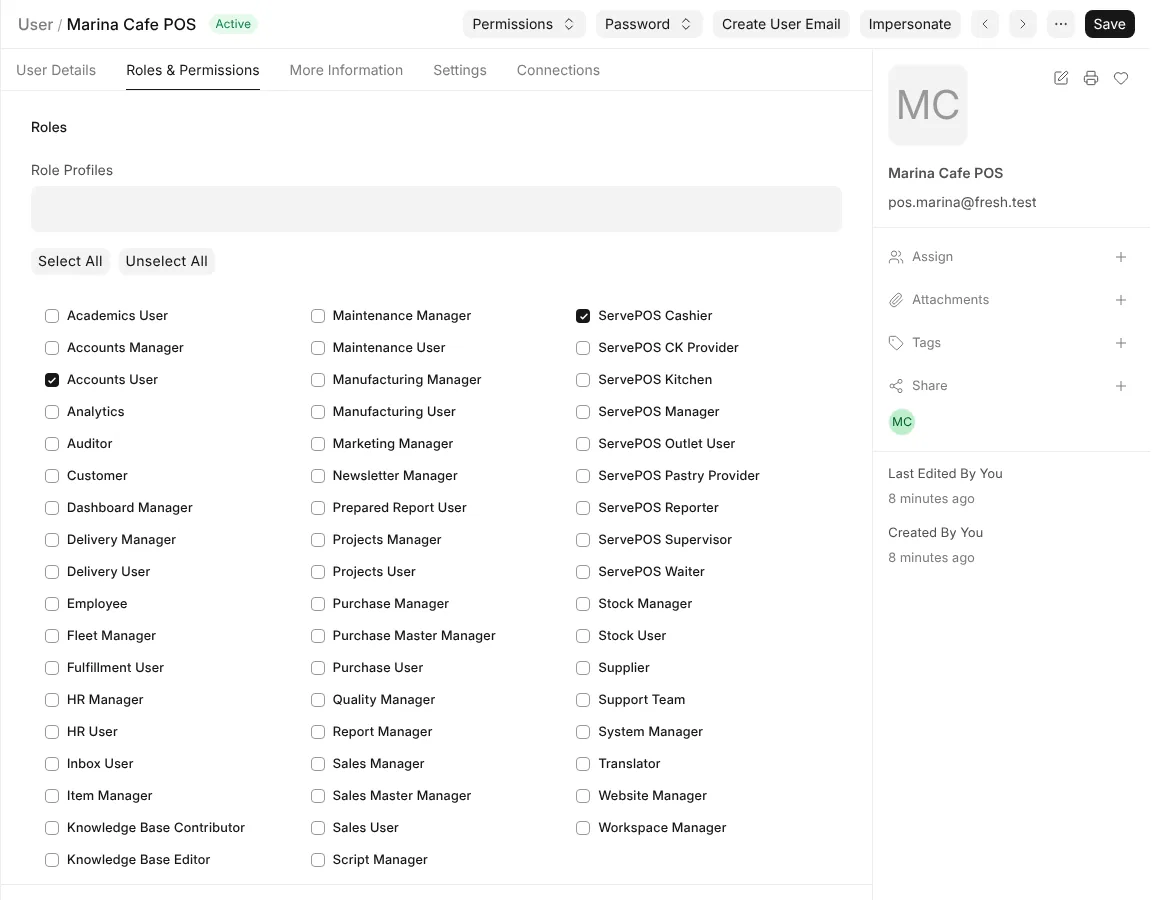 User / Marina Cafe POS Active Permissions Password Create User Email Impersonate ... Save
User Details Roles & Permissions More Information Settings Connections
Roles
Role Profiles
Select All Unselect All
Academics User
Accounts Manager
Accounts User
Analytics
Auditor
Customer
Dashboard Manager
Delivery Manager
Delivery User
Employee
Fleet Manager
Fulfillment User
HR Manager
HR User
Inbox User
Item Manager
Knowledge Base Contributor
Knowledge Base Editor
Maintenance Manager
Maintenance User
Manufacturing Manager
Manufacturing User
Marketing Manager
Newsletter Manager
Prepared Report User
Projects Manager
Projects User
Purchase Manager
Purchase Master Manager
Purchase User
Quality Manager
Report Manager
Sales Manager
Sales Master Manager
Sales User
Script Manager
ServePOS Cashier
ServePOS CK Provider
ServePOS Kitchen
ServePOS Manager
ServePOS Outlet User
ServePOS Pastry Provider
ServePOS Reporter
ServePOS Supervisor
ServePOS Waiter
Stock Manager
Stock User
Supplier
Support Team
System Manager
Translator
Website Manager
Workspace Manager
MC
Marina Cafe POS
pos.marina@fresh.test
Assign
Attachments
Tags
Share
MC
Last Edited By You
8 minutes ago
Created By You
8 minutes ago